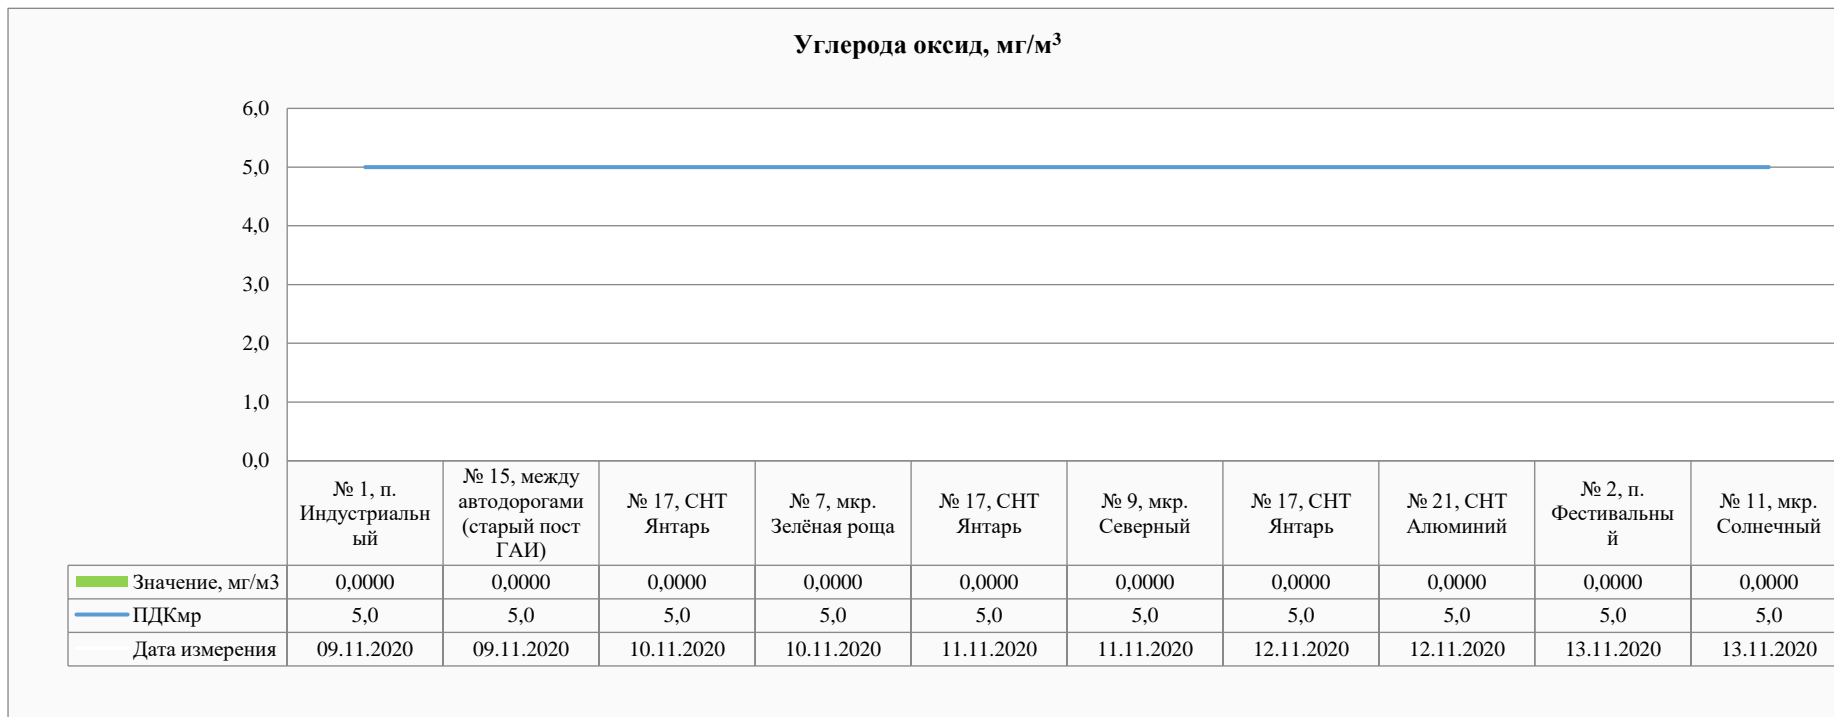 Углерода оксид, мг/м³
6,0
5,0
4,0
3,0
2,0
1,0
0,0
№ 1, п.
Индустриальн
ый
№ 15, между
автодорогами
(старый пост
ГАИ)
№ 17, СНТ
Янтарь
№ 7, мкр.
Зелёная роща
№ 17, СНТ
Янтарь
№ 9, мкр.
Северный
№ 17, СНТ
Янтарь
№ 21, СНТ
Алюминий
№ 2, п.
Фестивальны
й
№ 11, мкр.
Солнечный
Значение, мг/м3 0,0000 0,0000 0,0000 0,0000 0,0000 0,0000 0,0000 0,0000 0,0000 0,0000
ПДКмр 5,0 5,0 5,0 5,0 5,0 5,0 5,0 5,0 5,0 5,0
Дата измерения 09.11.2020 09.11.2020 10.11.2020 10.11.2020 11.11.2020 11.11.2020 12.11.2020 12.11.2020 13.11.2020 13.11.2020